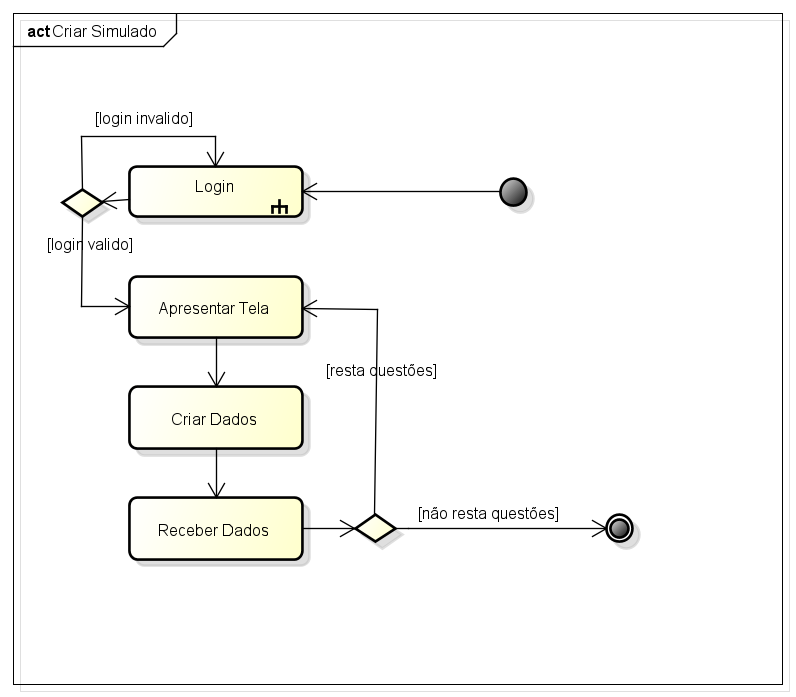 act Criar Simulado
[login invalido]
Login
[login valido]
Apresentar Tela
[resta questões]
Criar Dados
[não resta questões]
Receber Dados